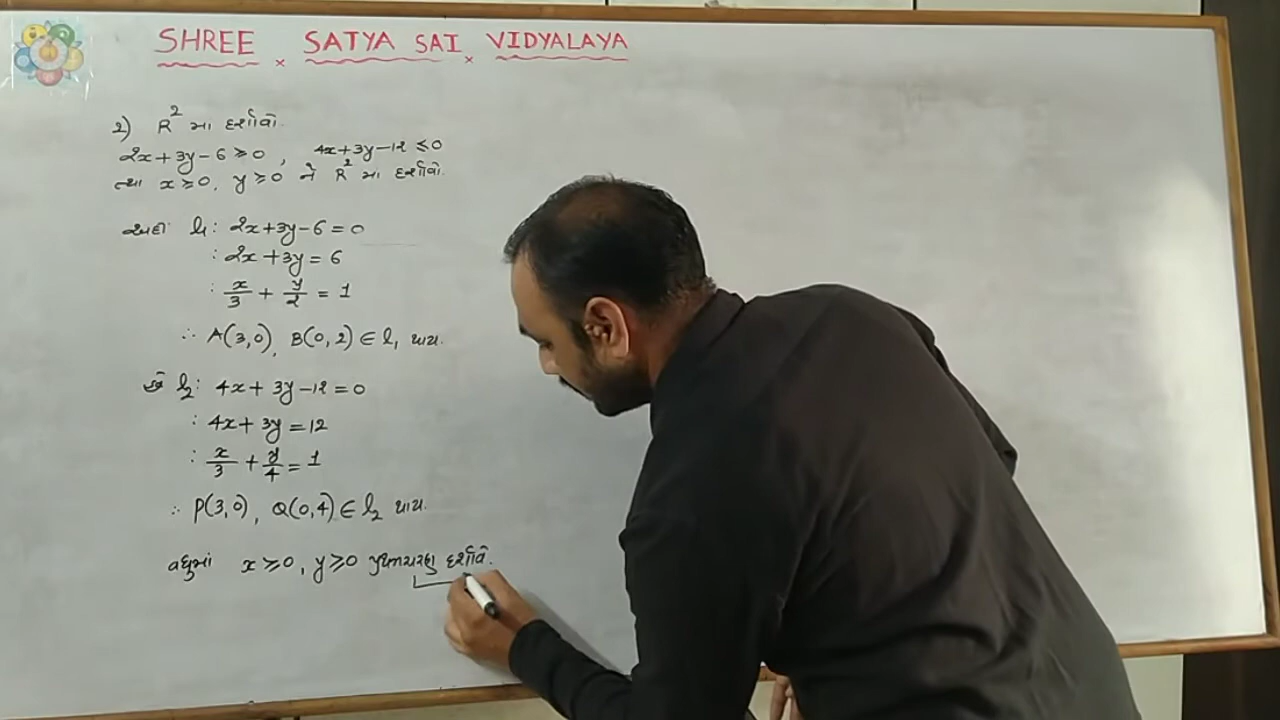 SHREE × SATYA SAI × VIDYALAYA
2) R² માં દર્શાવો.
2x+3y-6 ≥ 0, 4x+3y-12 ≤ 0
તથા x ≥ 0, y ≥ 0 ને R² માં દર્શાવો.
અહીં l₁: 2x+3y-6 = 0
: 2x+3y = 6
: x/3 + y/2 = 1
∴ A(3,0), B(0,2) ∈ l₁ થાય.
l₂: 4x+3y-12 = 0
: 4x+3y = 12
: x/3 + y/4 = 1
∴ P(3,0), Q(0,4) ∈ l₂ થાય.
વધુમાં x ≥ 0, y ≥ 0 પ્રથમ ચરણ દર્શાવે.